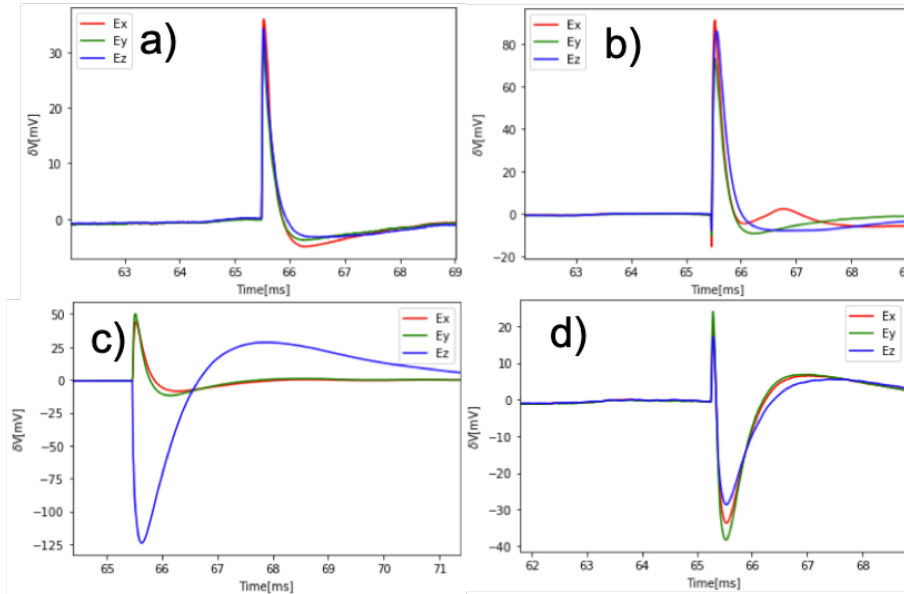 a)
Ex
Ey
Ez
δV[mV]
30
20
10
0
63 64 65 66 67 68 69
Time[ms]
b)
Ex
Ey
Ez
δV[mV]
80
60
40
20
0
−20
62 63 64 65 66 67 68
Time[ms]
c)
Ex
Ey
Ez
δV[mV]
50
25
0
−25
−50
−75
−100
−125
65 66 67 68 69 70 71
Time[ms]
d)
Ex
Ey
Ez
δV[mV]
20
10
0
−10
−20
−30
−40
62 63 64 65 66 67 68
Time[ms]